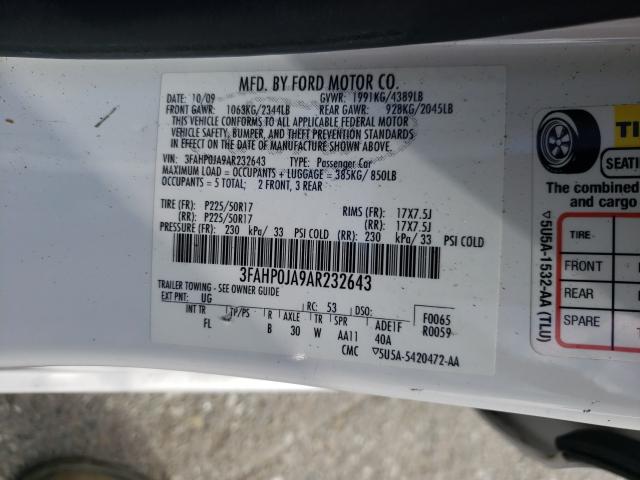 MFD. BY FORD MOTOR CO.
DATE: 10/09 GVWR: 1991KG/4389LB
FRONT GAWR: 1063KG/2344LB REAR GAWR: 928KG/2045LB
THIS VEHICLE CONFORMS TO ALL APPLICABLE FEDERAL MOTOR
VEHICLE SAFETY, BUMPER, AND THEFT PREVENTION STANDARDS
IN EFFECT ON THE DATE OF MANUFACTURE SHOWN ABOVE.
VIN: 3FAHP0JA9AR232643 TYPE: Passenger Car
MAXIMUM LOAD = OCCUPANTS + LUGGAGE = 385KG/ 850LB
OCCUPANTS = 5 TOTAL; 2 FRONT, 3 REAR
TIRE (FR): P225/50R17 RIMS (FR): 17X7.5J
(RR): P225/50R17 (RR): 17X7.5J
PRESSURE (FR): 230 kPa/ 33 PSI COLD (RR): 230 kPa/ 33 PSI COLD
3FAHP0JA9AR232643
TRAILER TOWING - SEE OWNER GUIDE
EXT PNT: UG RC: 53 DSO: F0065
INT TR TP/PS R AXLE TR SPR ADE1F R0059
FL B 30 W AA11 40A
CMC ▽5U5A-5420472-AA
TI
SEATI
The combined
and cargo
TIRE
FRONT
REAR
SPARE
▽5U5A-1532-AA (TLU)